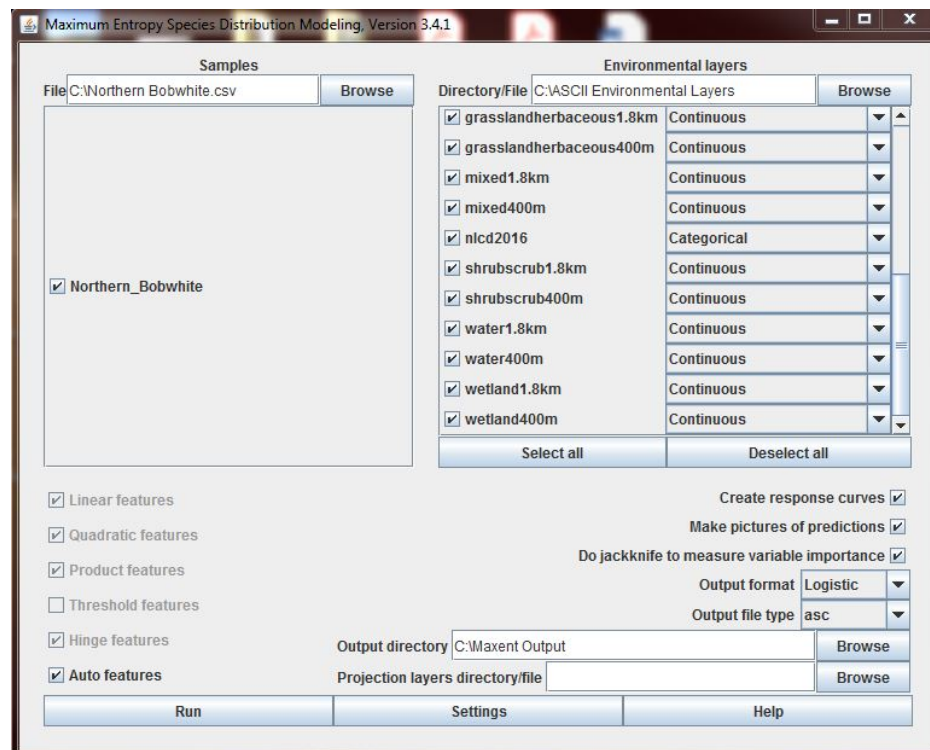 Maximum Entropy Species Distribution Modeling, Version 3.4.1
Samples
File C:\Northern Bobwhite.csv Browse
Northern_Bobwhite
Environmental layers
Directory/File C:\ASCII Environmental Layers Browse
grasslandherbaceous1.8km Continuous
grasslandherbaceous400m Continuous
mixed1.8km Continuous
mixed400m Continuous
nlcd2016 Categorical
shrubscrub1.8km Continuous
shrubscrub400m Continuous
water1.8km Continuous
water400m Continuous
wetland1.8km Continuous
wetland400m Continuous
Select all Deselect all
Linear features
Quadratic features
Product features
Threshold features
Hinge features
Auto features
Create response curves
Make pictures of predictions
Do jackknife to measure variable importance
Output format Logistic
Output file type asc
Output directory C:\Maxent Output Browse
Projection layers directory/file Browse
Run Settings Help